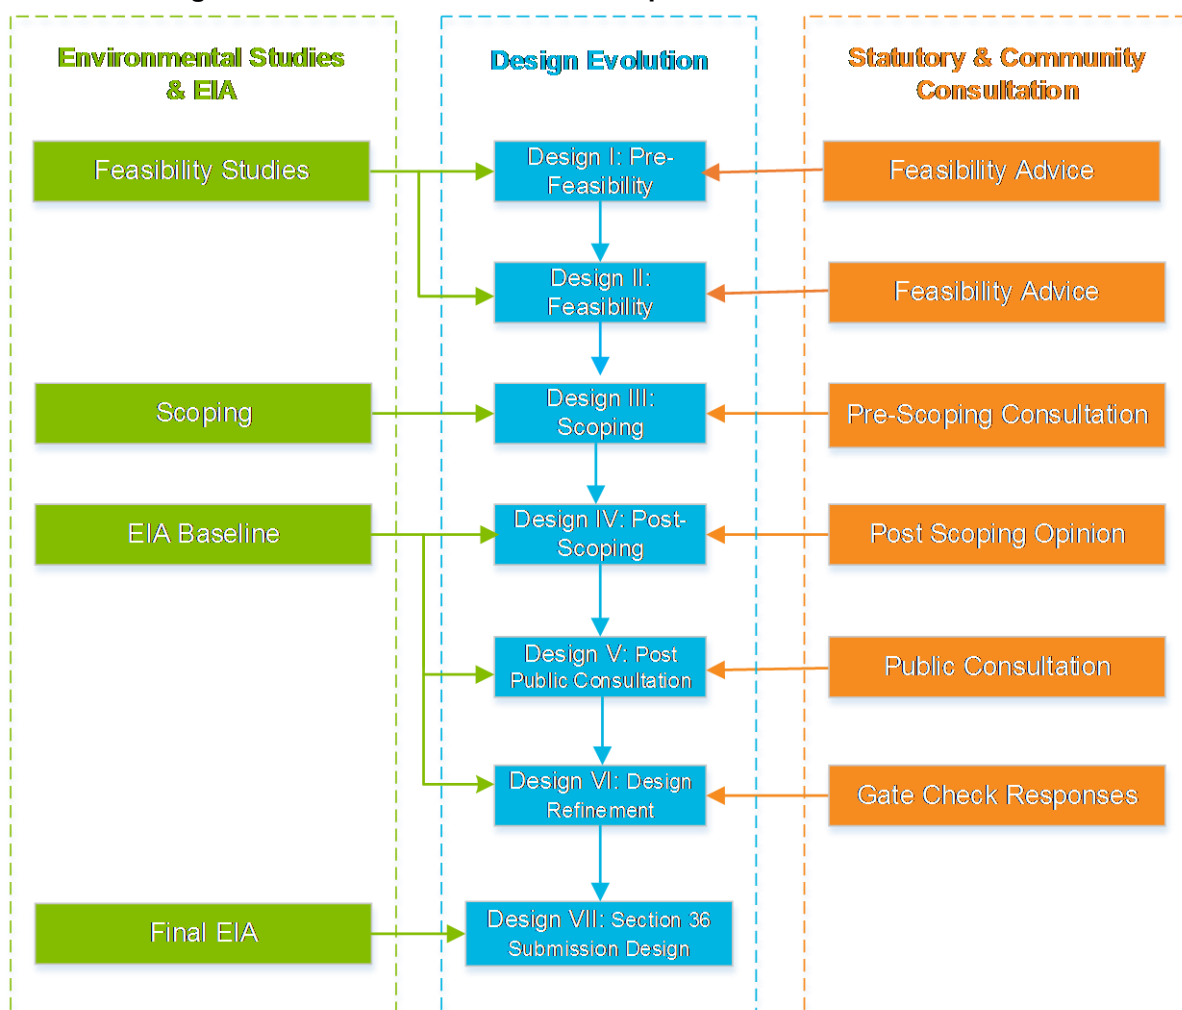 Environmental Studies
& EIA
Design Evolution
Statutory & Community
Consultation
Feasibility Studies
Design I: Pre-
Feasibility
Feasibility Advice
Design II:
Feasibility
Feasibility Advice
Scoping
Design III:
Scoping
Pre-Scoping Consultation
EIA Baseline
Design IV: Post-
Scoping
Post Scoping Opinion
Design V: Post
Public Consultation
Public Consultation
Design VI: Design
Refinement
Gate Check Responses
Final EIA
Design VII: Section 36
Submission Design